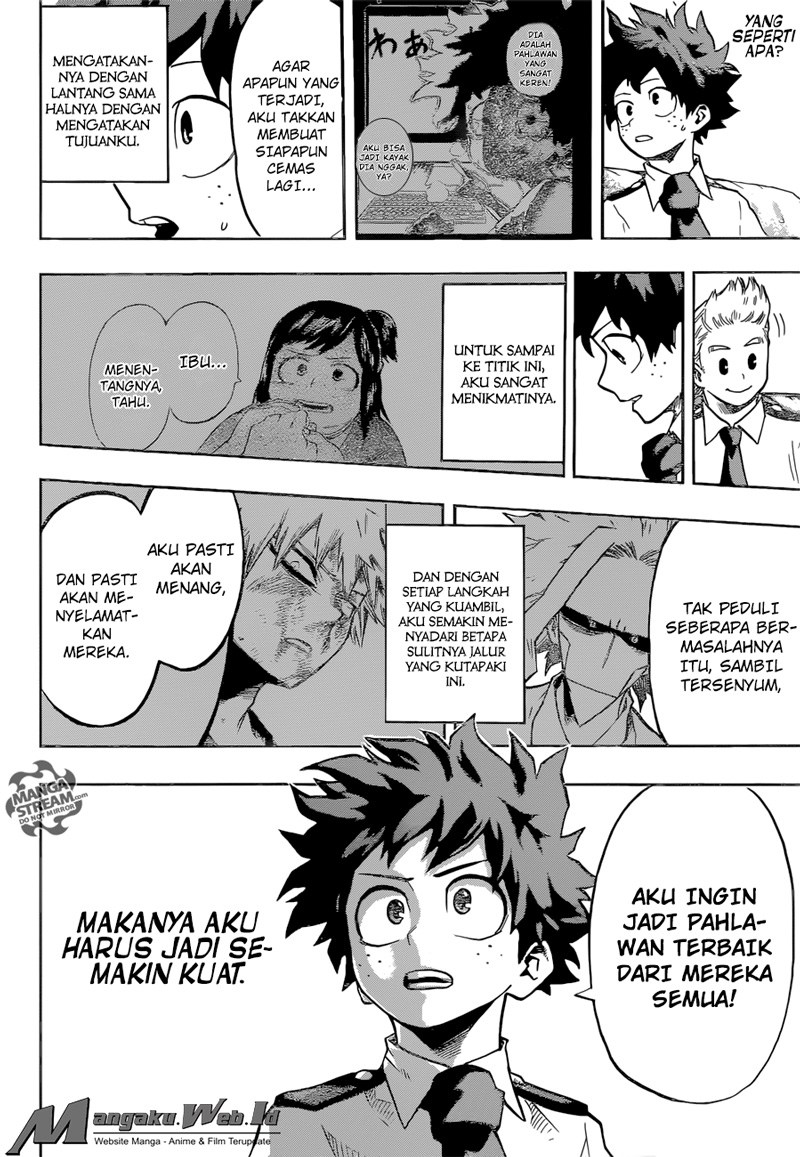 YANG
SEPERTI
APA?
わぁ
DIA
ADALAH
PAHLAWAN
YANG
SANGAT
KEREN!
AKU BISA
JADI KAYAK
DIA NGGAK,
YA?
AGAR
APAPUN YANG
TERJADI,
AKU TAKKAN
MEMBUAT
SIAPAPUN
CEMAS
LAGI...
MENGATAKAN-
NYA DENGAN
LANTANG SAMA
HALNYA DENGAN
MENGATAKAN
TUJUANKU.
UNTUK SAMPAI
KE TITIK INI,
AKU SANGAT
MENIKMATINYA.
IBU...
MENEN-
TANGNYA,
TAHU.
TAK PEDULI
SEBERAPA BER-
MASALAHNYA
ITU, SAMBIL
TERSENYUM,
DAN DENGAN
SETIAP LANGKAH
YANG KUAMBIL,
AKU SEMAKIN ME-
NYADARI BETAPA
SULITNYA JALUR
YANG KUTAPAKI
INI.
AKU PASTI
AKAN
MENANG,
DAN PASTI
AKAN ME-
NYELAMAT-
KAN
MEREKA.
AKU INGIN
JADI PAHLA-
WAN TERBAIK
DARI MEREKA
SEMUA!
MAKANYA AKU
HARUS JADI SE-
MAKIN KUAT.
MANGA
STREAM.com
DO NOT MIRROR!
Mangaku.Web.Id
Website Manga - Anime & Film Terupdate